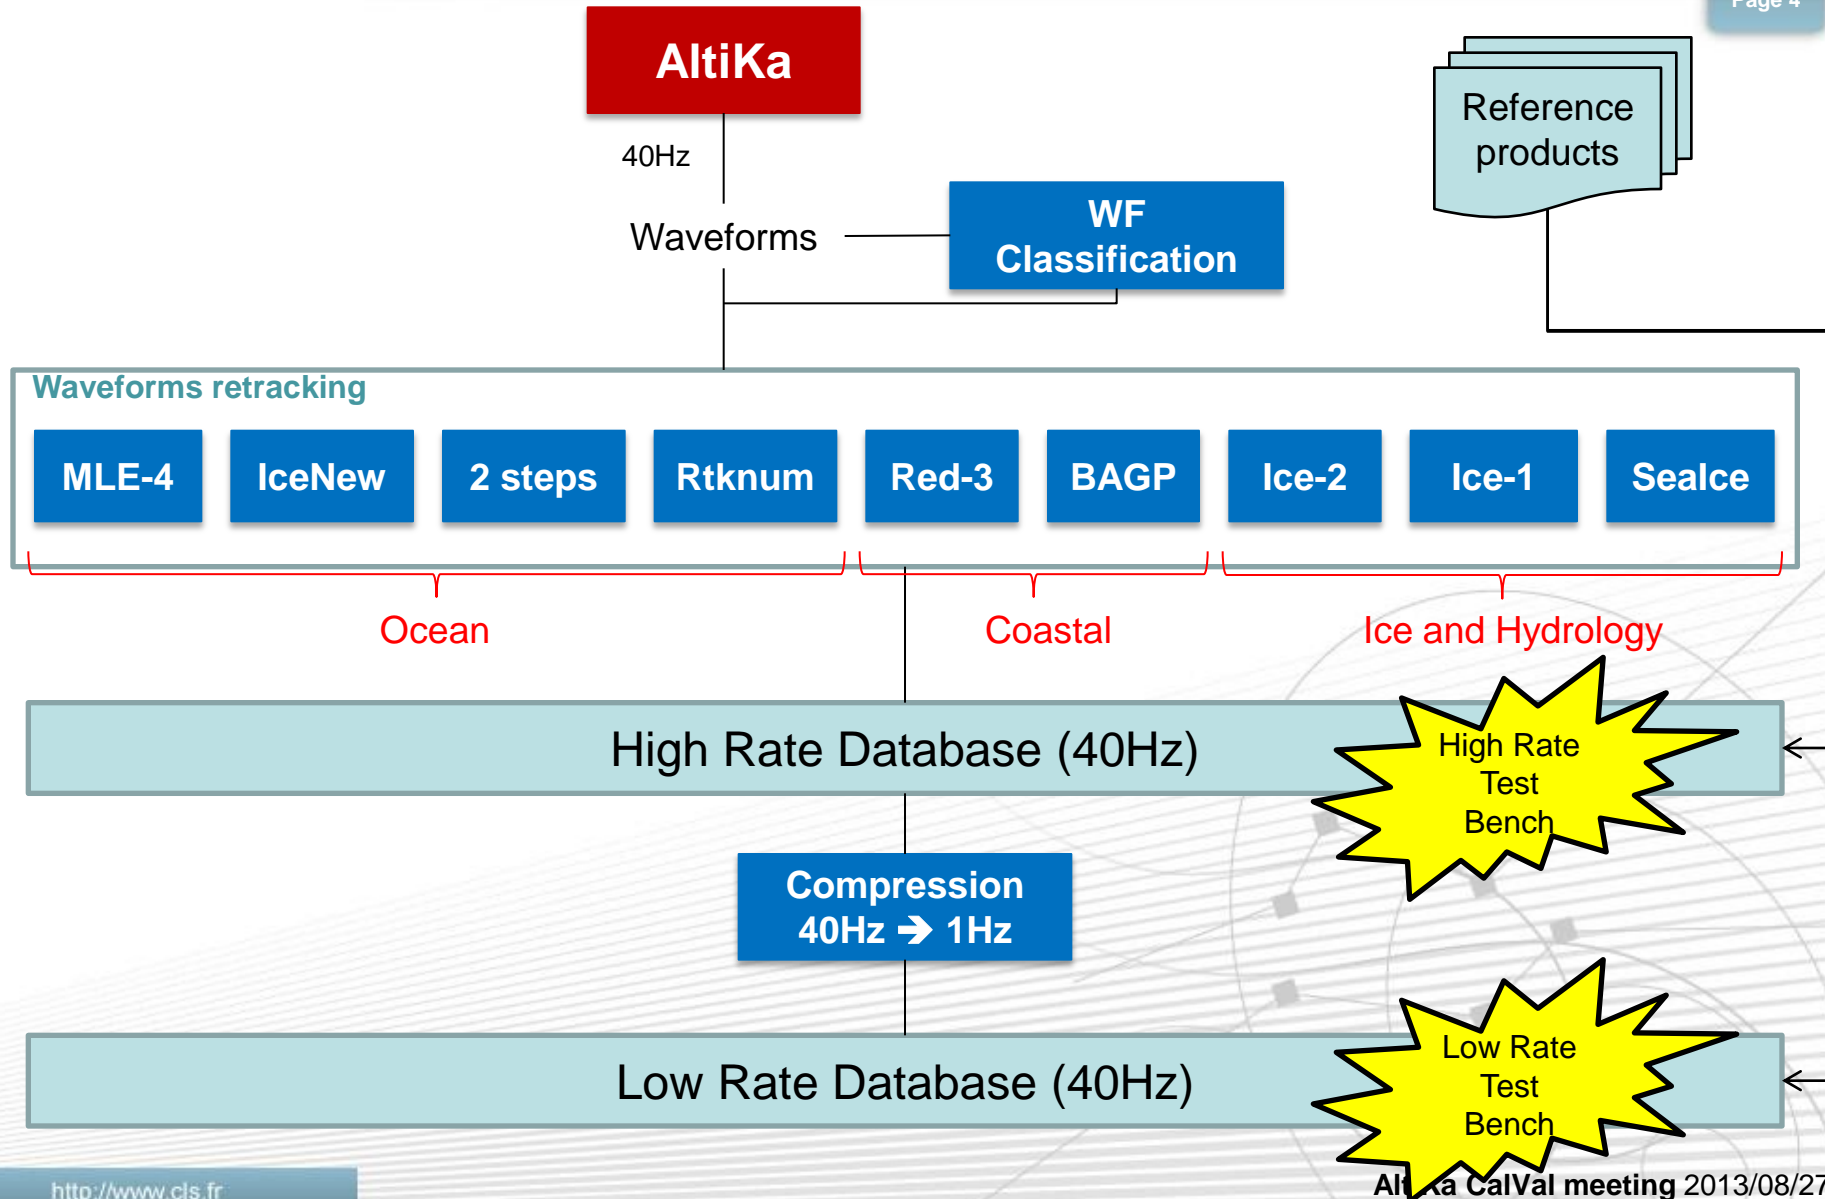 Page 4
AltiKa
Reference
products
40Hz
WF
Classification
Waveforms
Waveforms retracking
MLE-4
IceNew
2 steps
Rtknum
Red-3
BAGP
Ice-2
Ice-1
SeaIce
Ocean
Coastal
Ice and Hydrology
High Rate Database (40Hz)
High Rate
Test
Bench
Compression
40Hz ➔ 1Hz
Low Rate Database (40Hz)
Low Rate
Test
Bench
http://www.cls.fr
AltiKa CalVal meeting 2013/08/27